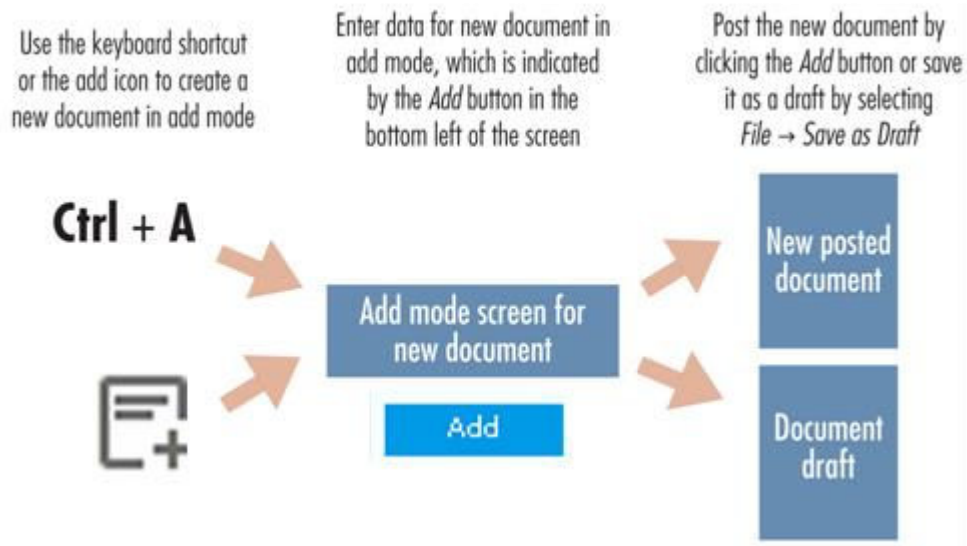 Use the keyboard shortcut
or the add icon to create a
new document in add mode
Enter data for new document in
add mode, which is indicated
by the Add button in the
bottom left of the screen
Post the new document by
clicking the Add button or save
it as a draft by selecting
File → Save as Draft
Ctrl + A
Add mode screen for
new document
Add
New posted
document
Document
draft